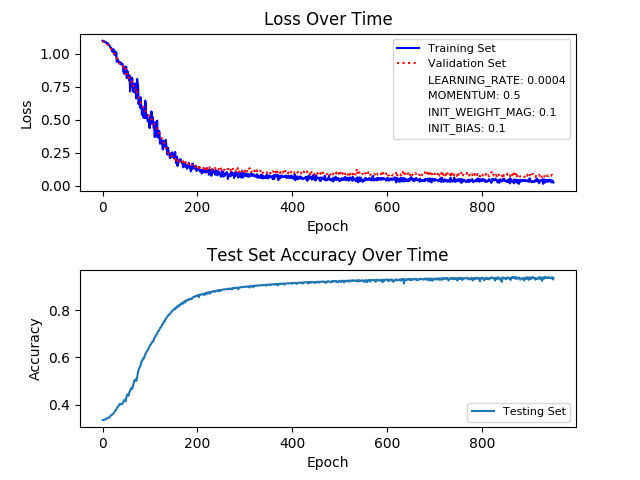 Loss Over Time
1.00
0.75
0.50
0.25
0.00
Loss
Training Set
Validation Set
LEARNING_RATE: 0.0004
MOMENTUM: 0.5
INIT_WEIGHT_MAG: 0.1
INIT_BIAS: 0.1
0 200 400 600 800
Epoch
Test Set Accuracy Over Time
0.8
0.6
0.4
Accuracy
Testing Set
0 200 400 600 800
Epoch